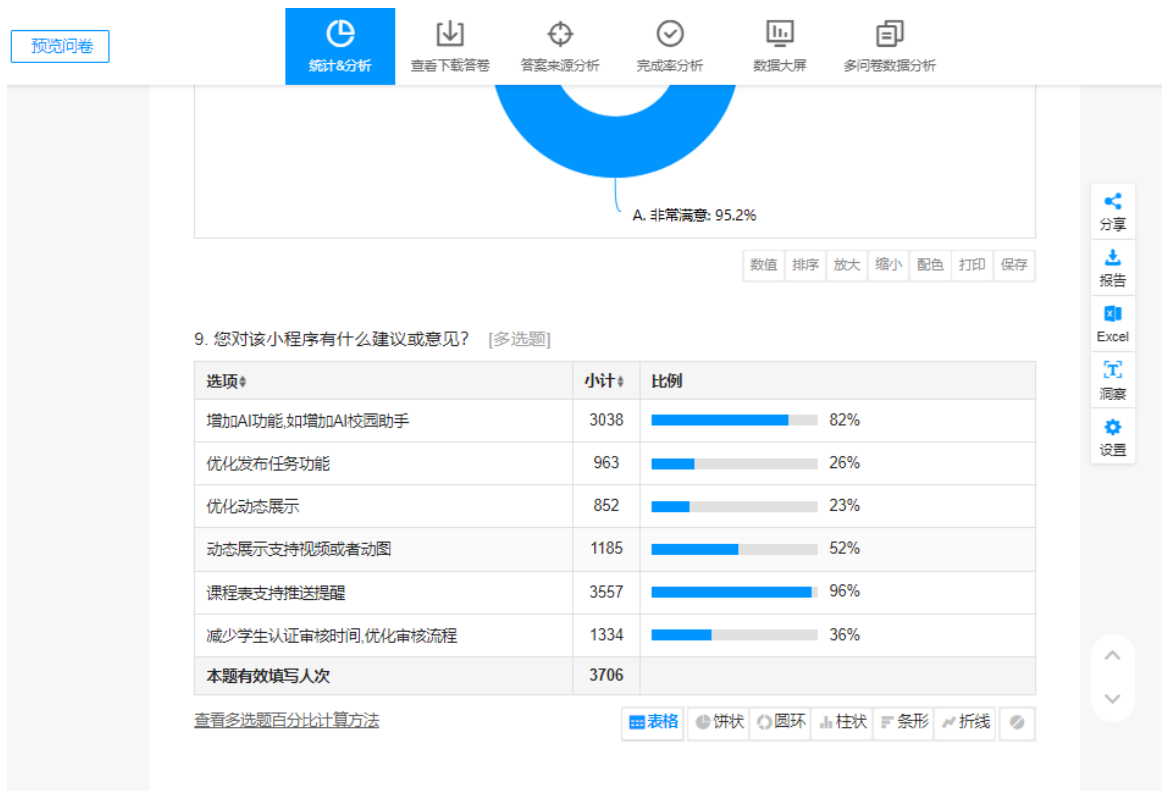 预览问卷
统计&分析
查看下载答卷
答案来源分析
完成率分析
数据大屏
多问卷数据分析
A. 非常满意: 95.2%
数值 排序 放大 缩小 配色 打印 保存
分享
报告
Excel
洞察
设置
9. 您对该小程序有什么建议或意见? [多选题]
选项 小计 比例
增加AI功能,如增加AI校园助手 3038 82%
优化发布任务功能 963 26%
优化动态展示 852 23%
动态展示支持视频或者动图 1185 52%
课程表支持推送提醒 3557 96%
减少学生认证审核时间,优化审核流程 1334 36%
本题有效填写人次 3706
查看多选题百分比计算方法
表格 饼状 圆环 柱状 条形 折线